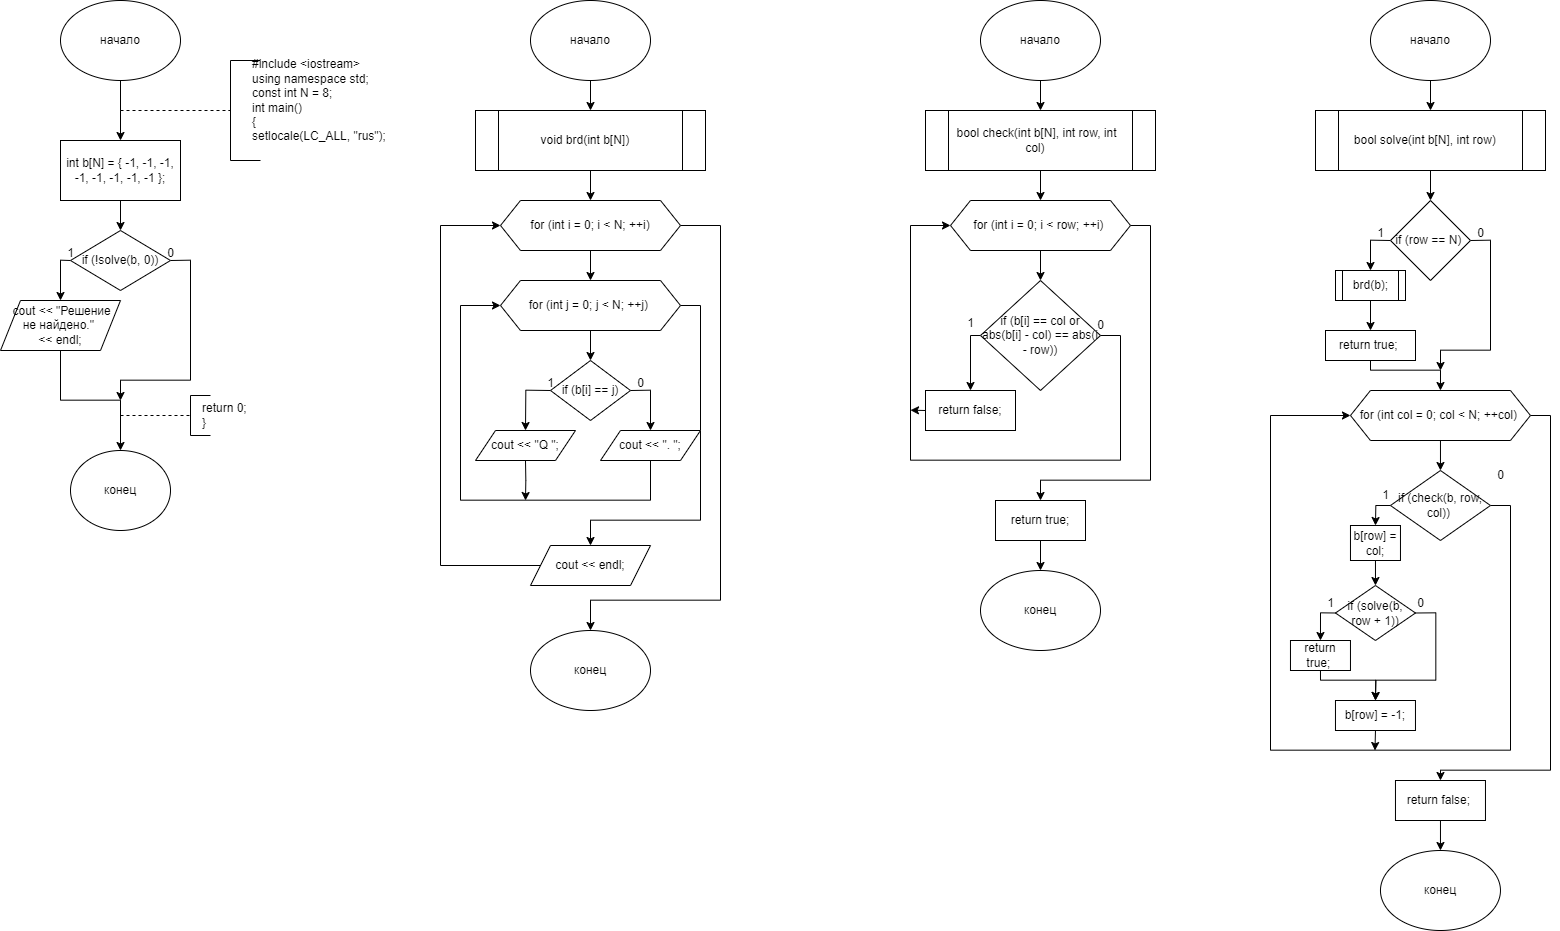 начало
#include <iostream>
using namespace std;
const int N = 8;
int main()
{
setlocale(LC_ALL, "rus");
int b[N] = { -1, -1, -1,
-1, -1, -1, -1, -1 };
1
0
if (!solve(b, 0))
cout << "Решение
не найдено."
<< endl;
return 0;
}
конец
начало
void brd(int b[N])
for (int i = 0; i < N; ++i)
for (int j = 0; j < N; ++j)
1
0
if (b[i] == j)
cout << "Q ";
cout << ". ";
cout << endl;
конец
начало
bool check(int b[N], int row, int
col)
for (int i = 0; i < row; ++i)
1
0
if (b[i] == col or
abs(b[i] - col) == abs(i
- row))
return false;
return true;
конец
начало
bool solve(int b[N], int row)
1
0
if (row == N)
brd(b);
return true;
for (int col = 0; col < N; ++col)
0
1
if (check(b, row,
col))
b[row] =
col;
1
0
if (solve(b,
row + 1))
return
true;
b[row] = -1;
return false;
конец